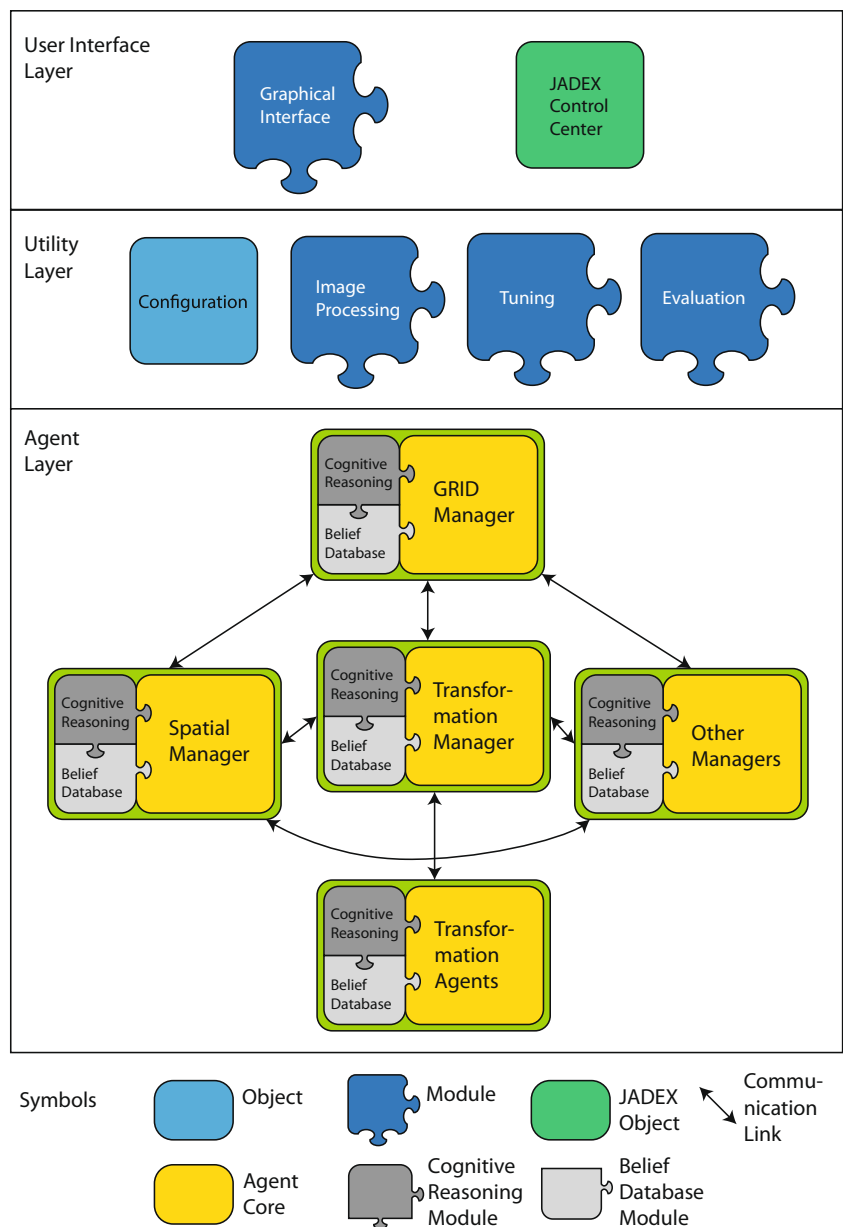 User Interface
Layer
Graphical
Interface
JADEX
Control
Center
Utility
Layer
Configuration
Image
Processing
Tuning
Evaluation
Agent
Layer
Cognitive
Reasoning
Belief
Database
GRID
Manager
Cognitive
Reasoning
Belief
Database
Spatial
Manager
Cognitive
Reasoning
Belief
Database
Transfor-
mation
Manager
Cognitive
Reasoning
Belief
Database
Other
Managers
Cognitive
Reasoning
Belief
Database
Transfor-
mation
Agents
Symbols
Object
Module
JADEX
Object
Commu-
nication
Link
Agent
Core
Cognitive
Reasoning
Module
Belief
Database
Module